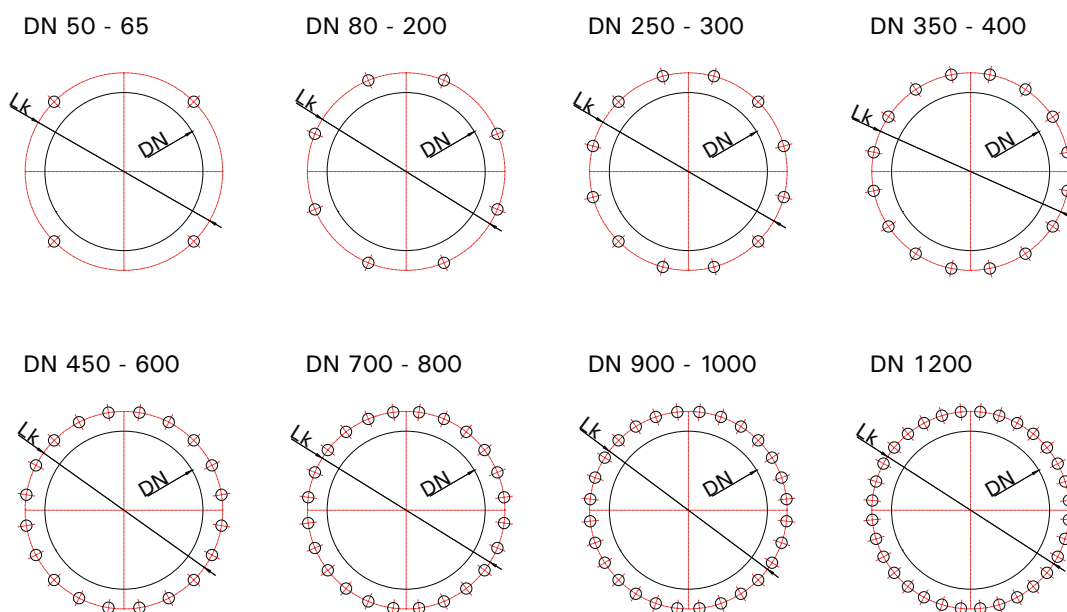 DN 50 - 65
DN 80 - 200
DN 250 - 300
DN 350 - 400
Lk
DN
Lk
DN
Lk
DN
Lk
DN
DN 450 - 600
DN 700 - 800
DN 900 - 1000
DN 1200
Lk
DN
Lk
DN
Lk
DN
Lk
DN